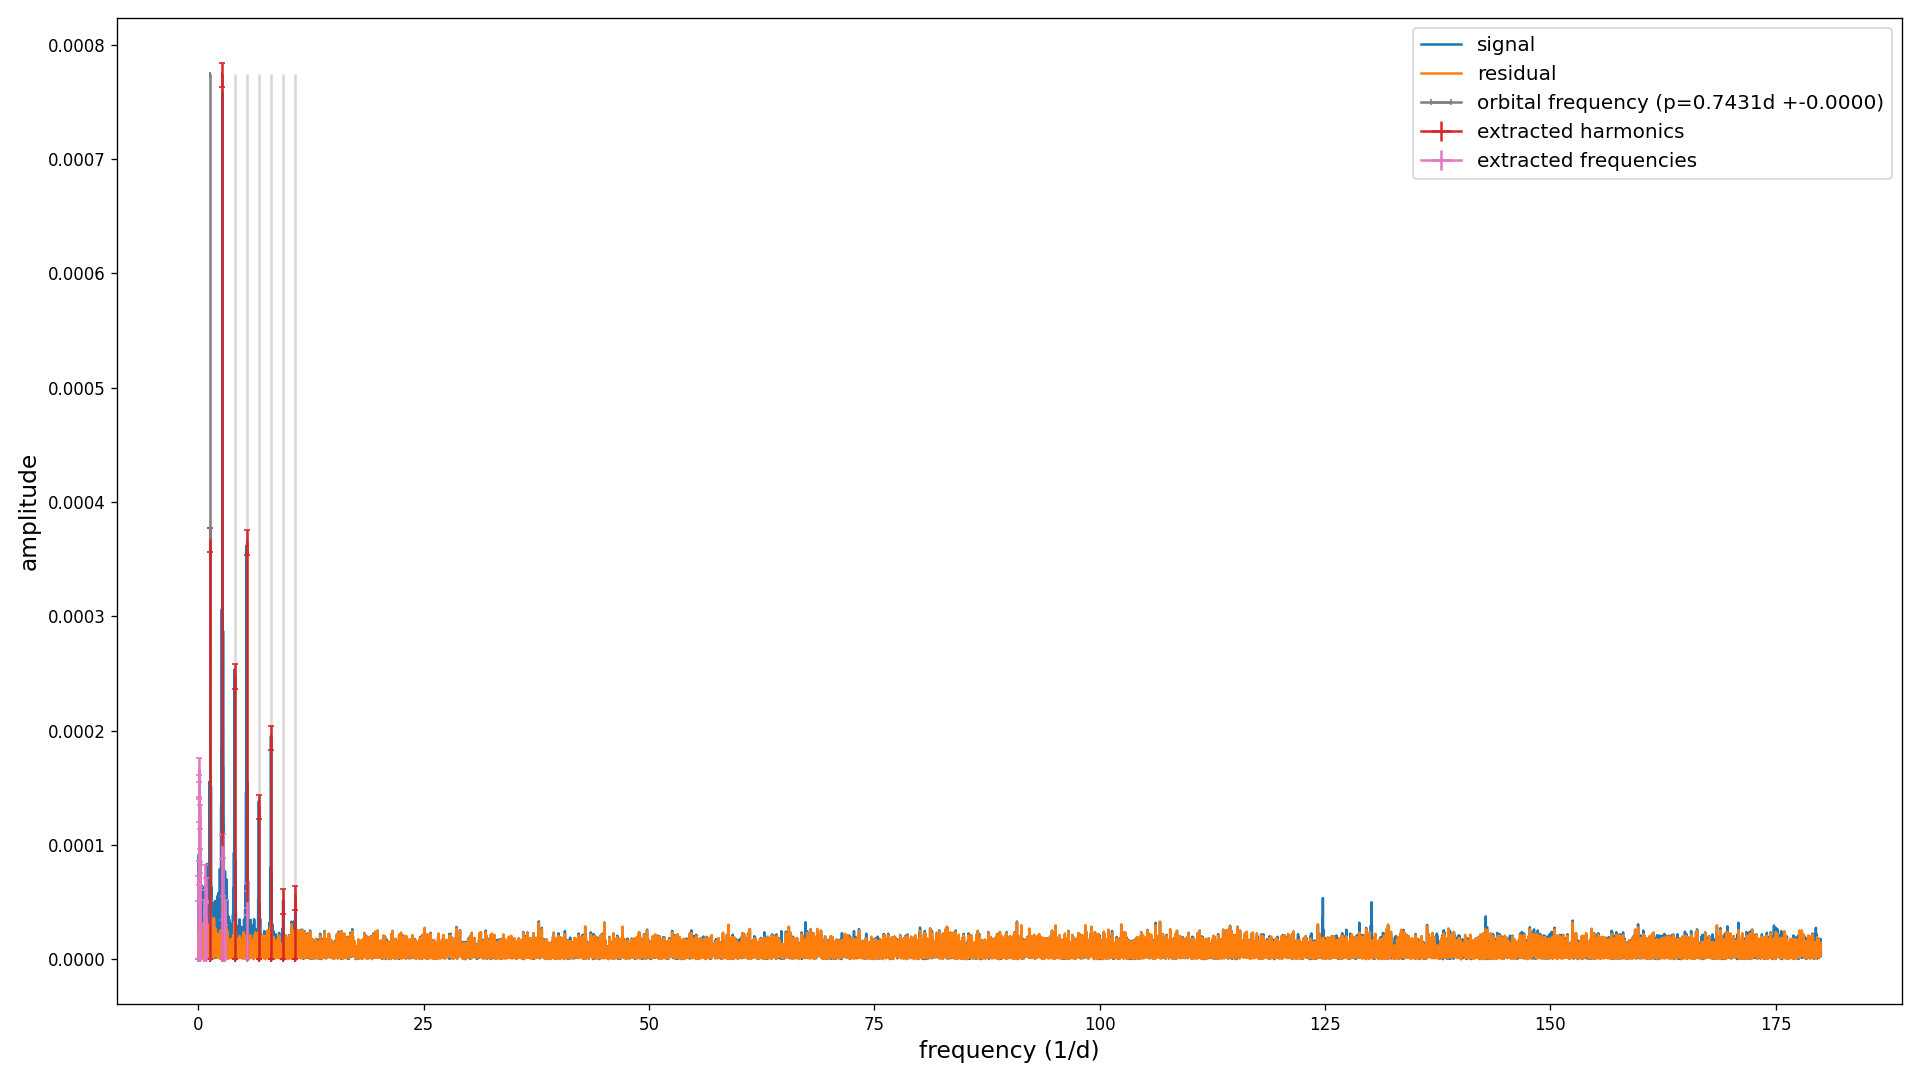 signal
residual
orbital frequency (p=0.7431d +-0.0000)
extracted harmonics
extracted frequencies
0.0008
0.0007
0.0006
0.0005
0.0004
0.0003
0.0002
0.0001
0.0000
amplitude
0 25 50 75 100 125 150 175
frequency (1/d)